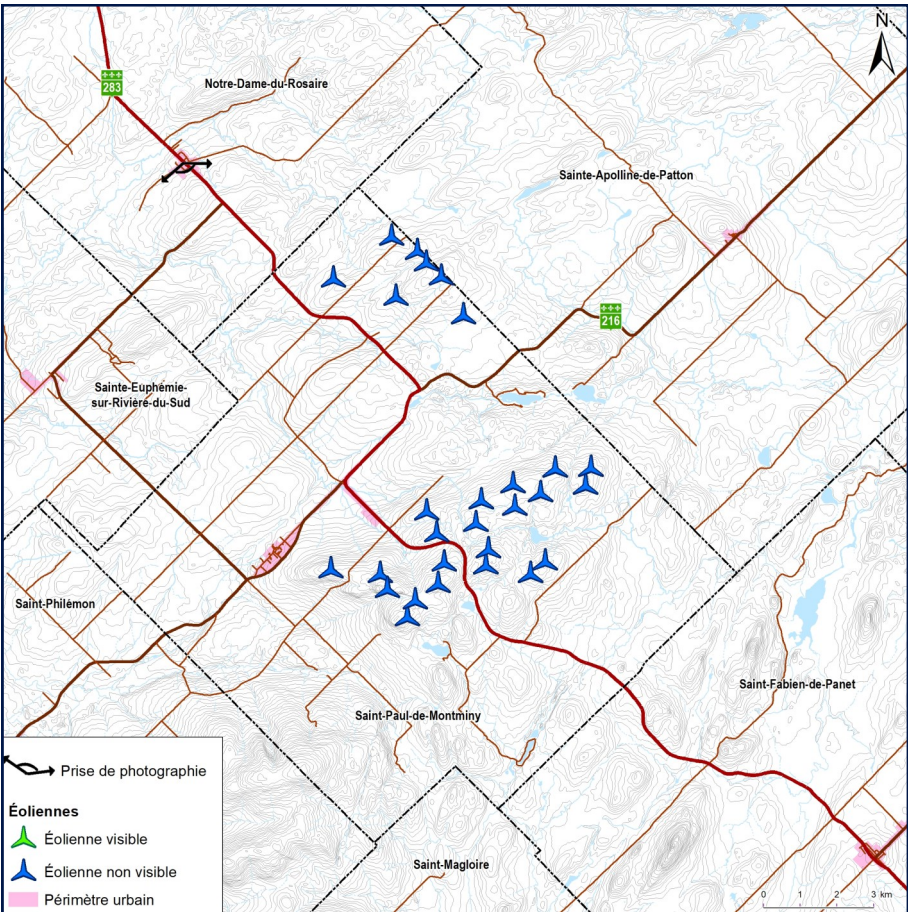 N
283
Notre-Dame-du-Rosaire
Sainte-Apolline-de-Patton
216
Sainte-Euphémie-
sur-Rivière-du-Sud
Saint-Philémon
Saint-Fabien-de-Panet
Saint-Paul-de-Montminy
Saint-Magloire
Prise de photographie
Éoliennes
Éolienne visible
Éolienne non visible
Périmètre urbain
0 1 2 3 km